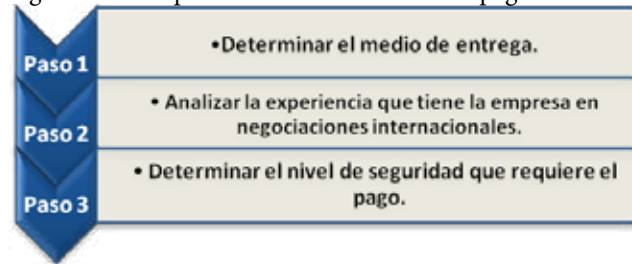 Paso 1
•Determinar el medio de entrega.
Paso 2
• Analizar la experiencia que tiene la empresa en
negociaciones internacionales.
Paso 3
• Determinar el nivel de seguridad que requiere el
pago.